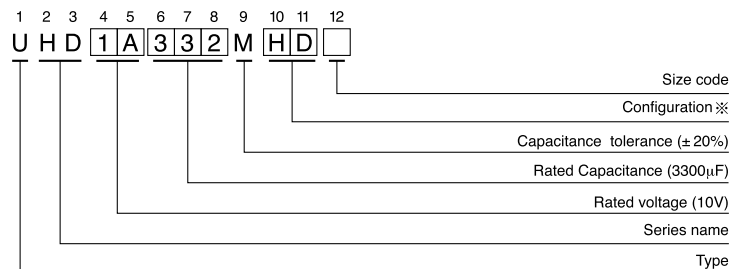 1 2 3 4 5 6 7 8 9 10 11 12
U H D 1 A 3 3 2 M H D
Size code
Configuration※
Capacitance tolerance (±20%)
Rated Capacitance (3300µF)
Rated voltage (10V)
Series name
Type